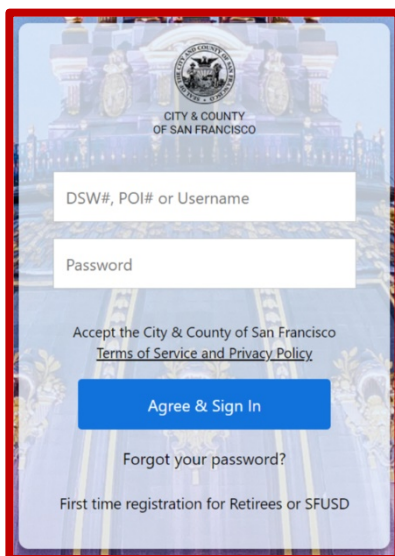 CITY & COUNTY
OF SAN FRANCISCO
DSW#, POI# or Username
Password
Accept the City & County of San Francisco
Terms of Service and Privacy Policy
Agree & Sign In
Forgot your password?
First time registration for Retirees or SFUSD